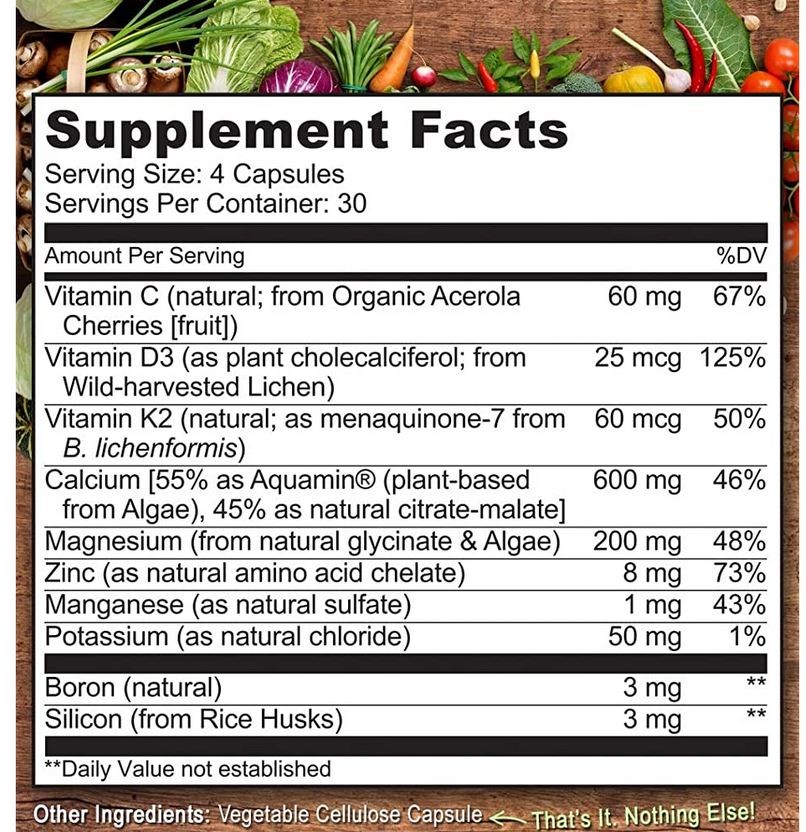 Supplement Facts
Serving Size: 4 Capsules
Servings Per Container: 30
Amount Per Serving %DV
Vitamin C (natural; from Organic Acerola 60 mg 67%
Cherries [fruit])
Vitamin D3 (as plant cholecalciferol; from 25 mcg 125%
Wild-harvested Lichen)
Vitamin K2 (natural; as menaquinone-7 from 60 mcg 50%
B. lichenformis)
Calcium [55% as Aquamin® (plant-based 600 mg 46%
from Algae), 45% as natural citrate-malate]
Magnesium (from natural glycinate & Algae) 200 mg 48%
Zinc (as natural amino acid chelate) 8 mg 73%
Manganese (as natural sulfate) 1 mg 43%
Potassium (as natural chloride) 50 mg 1%
Boron (natural) 3 mg **
Silicon (from Rice Husks) 3 mg **
**Daily Value not established
Other Ingredients: Vegetable Cellulose Capsule That's It. Nothing Else!